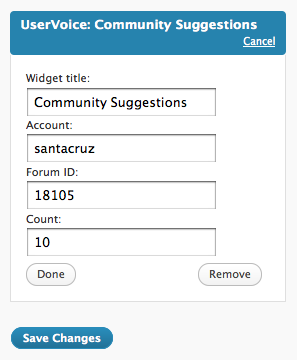 UserVoice: Community Suggestions
Cancel
Widget title:
Community Suggestions
Account:
santacruz
Forum ID:
18105
Count:
10
Done Remove
Save Changes